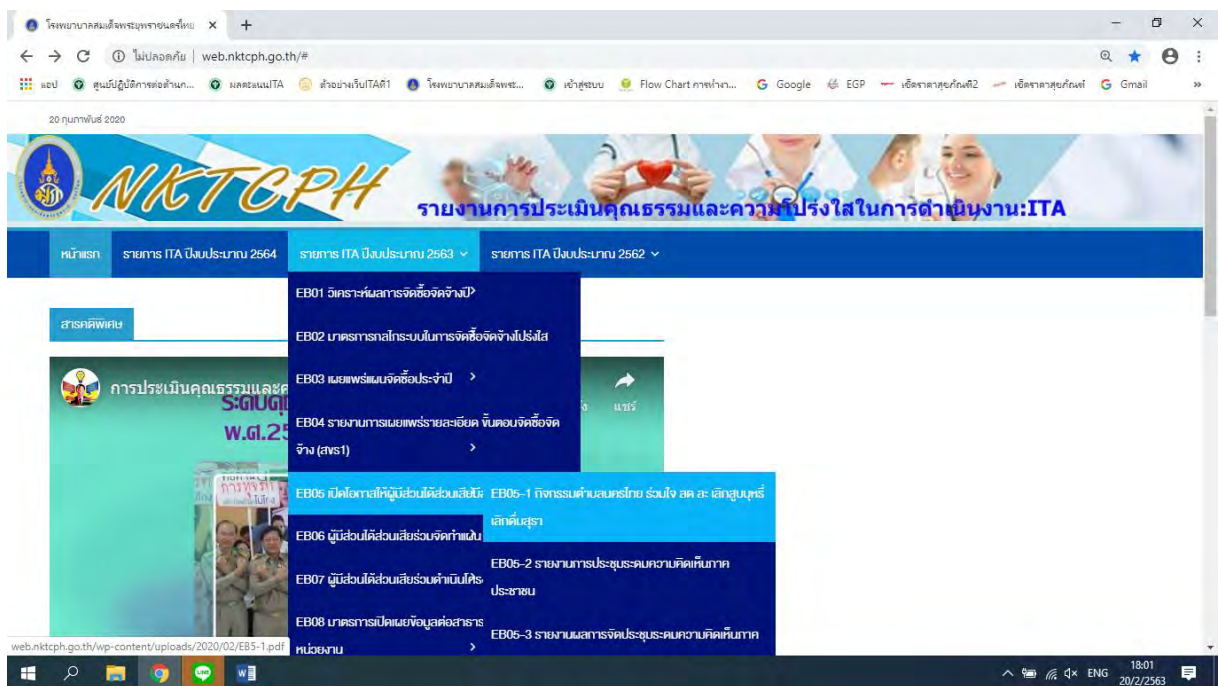 โรงพยาบาลสมเด็จพระยุพราชนครไทย
ไม่ปลอดภัย | web.nktcph.go.th/#
แอป ศูนย์ปฏิบัติการต่อต้านก... ผลคะแนนITA ตัวอย่างเว็บITAที่1 โรงพยาบาลสมเด็จพระ... เข้าสู่ระบบ Flow Chart การทำงา... Google EGP เช็คราคาสุขภัณฑ์2 เช็คราคาสุขภัณฑ์ Gmail »
20 กุมภาพันธ์ 2020
NKTCPH
รายงานการประเมินคุณธรรมและความโปร่งใสในการดำเนินงาน:ITA
หน้าแรก รายการ ITA ปีงบประมาณ 2564 รายการ ITA ปีงบประมาณ 2563 รายการ ITA ปีงบประมาณ 2562
EB01 วิเคราะห์ผลการจัดซื้อจัดจ้างปี
สารคดีพิเศษ
EB02 มาตรการกลไกระบบในการจัดซื้อจัดจ้างโปร่งใส
EB03 เผยแพร่แผนจัดซื้อประจำปี
การประเมินคุณธรรมและค
แชร์
พ.ศ.25
EB04 รายงานการเผยแพร่รายละเอียด ขั้นตอนจัดซื้อจัด
จ้าง (สขร1)
EB05 เปิดโอกาสให้ผู้มีส่วนได้ส่วนเสียมี
EB05-1 กิจกรรมตำบลนครไทย ร่วมใจ ลด ละ เลิกสูบบุหรี่
เลิกดื่มสุรา
EB06 ผู้มีส่วนได้ส่วนเสียร่วมจัดทำแผน
EB05-2 รายงานการประชุมระดมความคิดเห็นภาค
ประชาชน
EB07 ผู้มีส่วนได้ส่วนเสียร่วมดำเนินโคร
EB08 มาตรการเปิดเผยข้อมูลต่อสาธาร
หน่วยงาน
EB05-3 รายงานผลการจัดประชุมระดมความคิดเห็นภาค
web.nktcph.go.th/wp-content/uploads/2020/02/EB5-1.pdf
ENG 18:01
20/2/2563